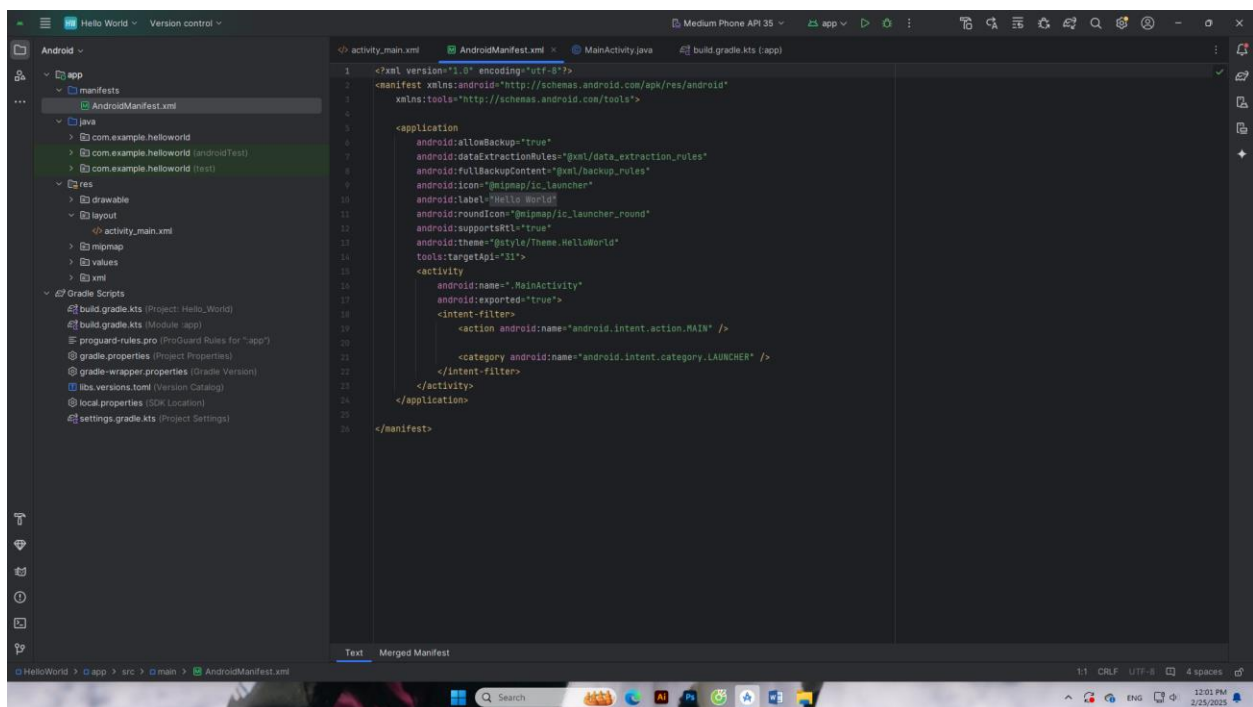 HW Hello World Version control Medium Phone API 35 app
Android
activity_main.xml AndroidManifest.xml MainActivity.java build.gradle.kts (:app)
app
manifests
AndroidManifest.xml
java
com.example.helloworld
com.example.helloworld (androidTest)
com.example.helloworld (test)
res
drawable
layout
activity_main.xml
mipmap
values
xml
Gradle Scripts
build.gradle.kts (Project: Hello_World)
build.gradle.kts (Module :app)
proguard-rules.pro (ProGuard Rules for ":app")
gradle.properties (Project Properties)
gradle-wrapper.properties (Gradle Version)
libs.versions.toml (Version Catalog)
local.properties (SDK Location)
settings.gradle.kts (Project Settings)
1 <?xml version="1.0" encoding="utf-8"?>
2 <manifest xmlns:android="http://schemas.android.com/apk/res/android"
3 xmlns:tools="http://schemas.android.com/tools">
4
5 <application
6 android:allowBackup="true"
7 android:dataExtractionRules="@xml/data_extraction_rules"
8 android:fullBackupContent="@xml/backup_rules"
9 android:icon="@mipmap/ic_launcher"
10 android:label="Hello World"
11 android:roundIcon="@mipmap/ic_launcher_round"
12 android:supportsRtl="true"
13 android:theme="@style/Theme.HelloWorld"
14 tools:targetApi="31">
15 <activity
16 android:name=".MainActivity"
17 android:exported="true">
18 <intent-filter>
19 <action android:name="android.intent.action.MAIN" />
20
21 <category android:name="android.intent.category.LAUNCHER" />
22 </intent-filter>
23 </activity>
24 </application>
25
26 </manifest>
Text Merged Manifest
HelloWorld > app > src > main > AndroidManifest.xml 1:1 CRLF UTF-8 4 spaces
Search Ai Ps ENG 12:01 PM
2/25/2025